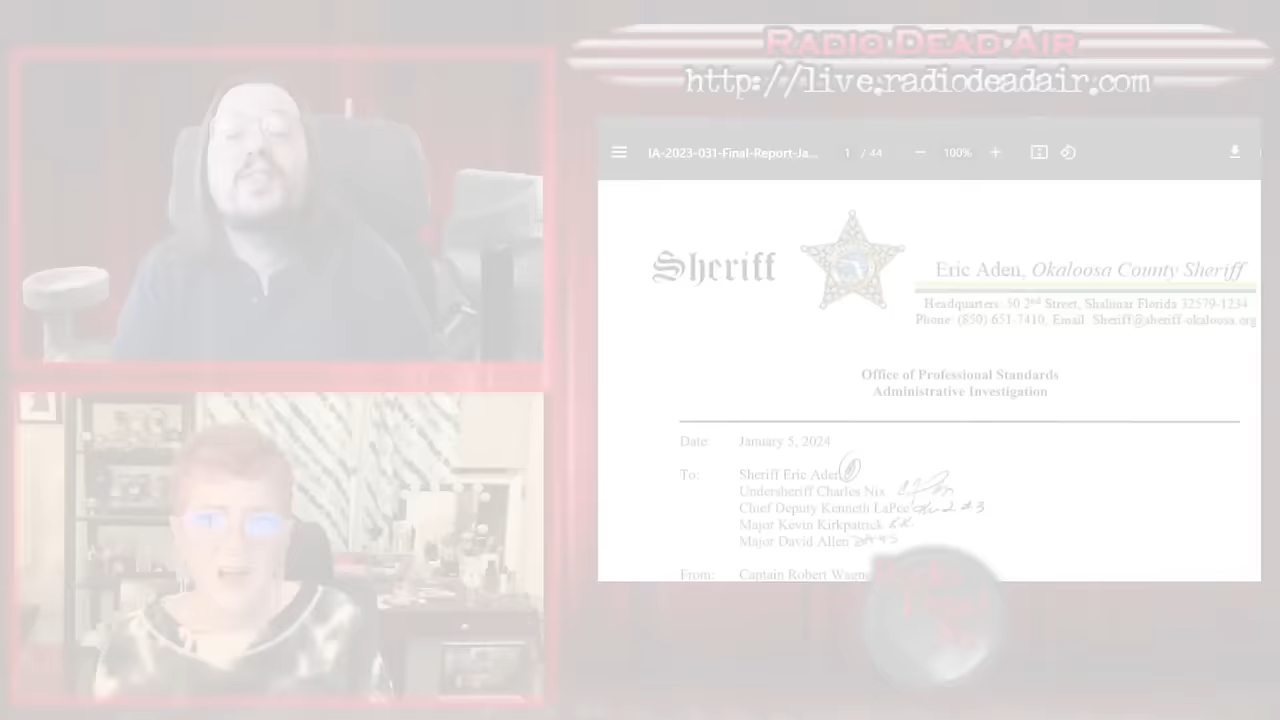 RADIO DEAD AIR
http://live.radiodeadair.com
IA-2023-031-Final-Report-Ja... 1 / 44 100%
Sheriff
Eric Aden, Okaloosa County Sheriff
Headquarters: 50 2nd Street, Shalimar Florida 32579-1234
Phone: (850) 651-7410, Email Sheriff@sheriff-okaloosa.org
Office of Professional Standards
Administrative Investigation
Date: January 5, 2024
To: Sheriff Eric Aden
Undersheriff Charles Nix
Chief Deputy Kenneth LaPee
Major Kevin Kirkpatrick
Major David Allen
From: Captain Robert Wagn